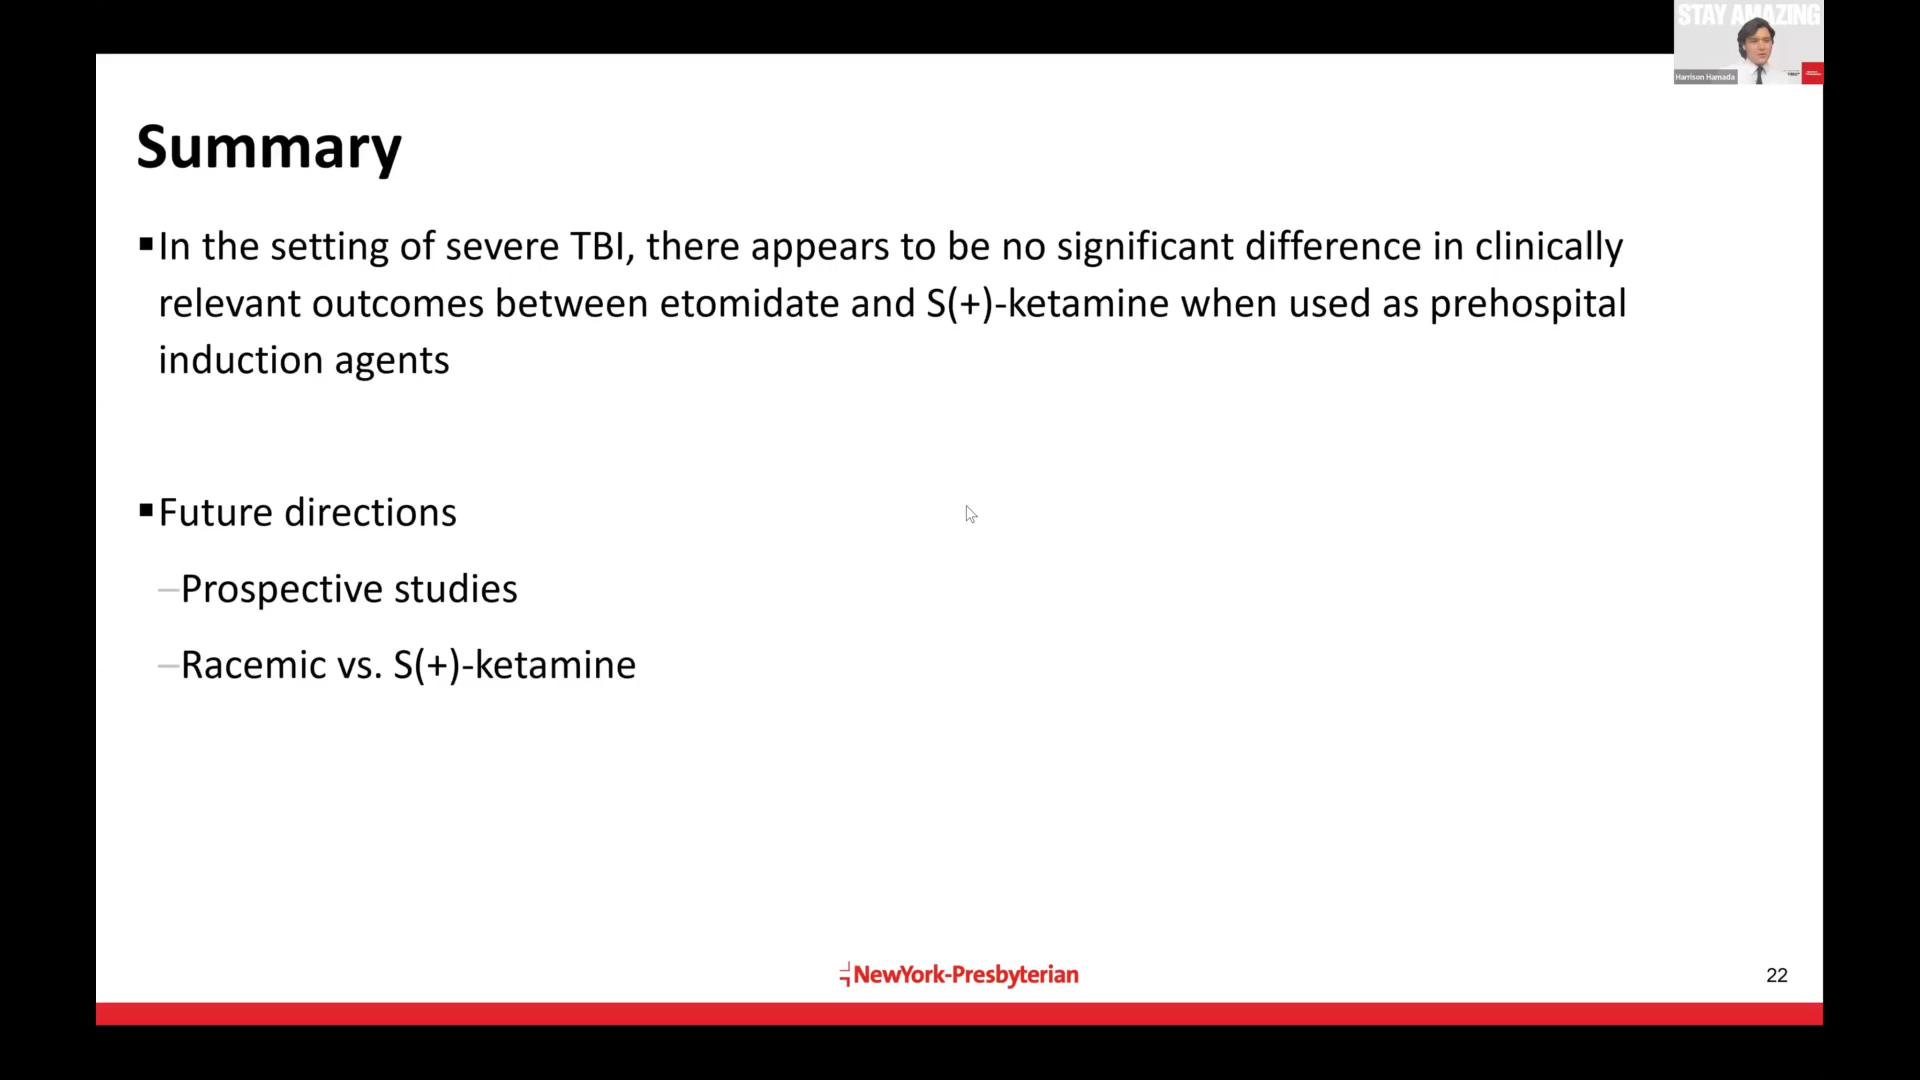 STAY AMAZING
Harrison Hamada
Summary
▪In the setting of severe TBI, there appears to be no significant difference in clinically
relevant outcomes between etomidate and S(+)-ketamine when used as prehospital
induction agents
▪Future directions
–Prospective studies
–Racemic vs. S(+)-ketamine
NewYork-Presbyterian
22